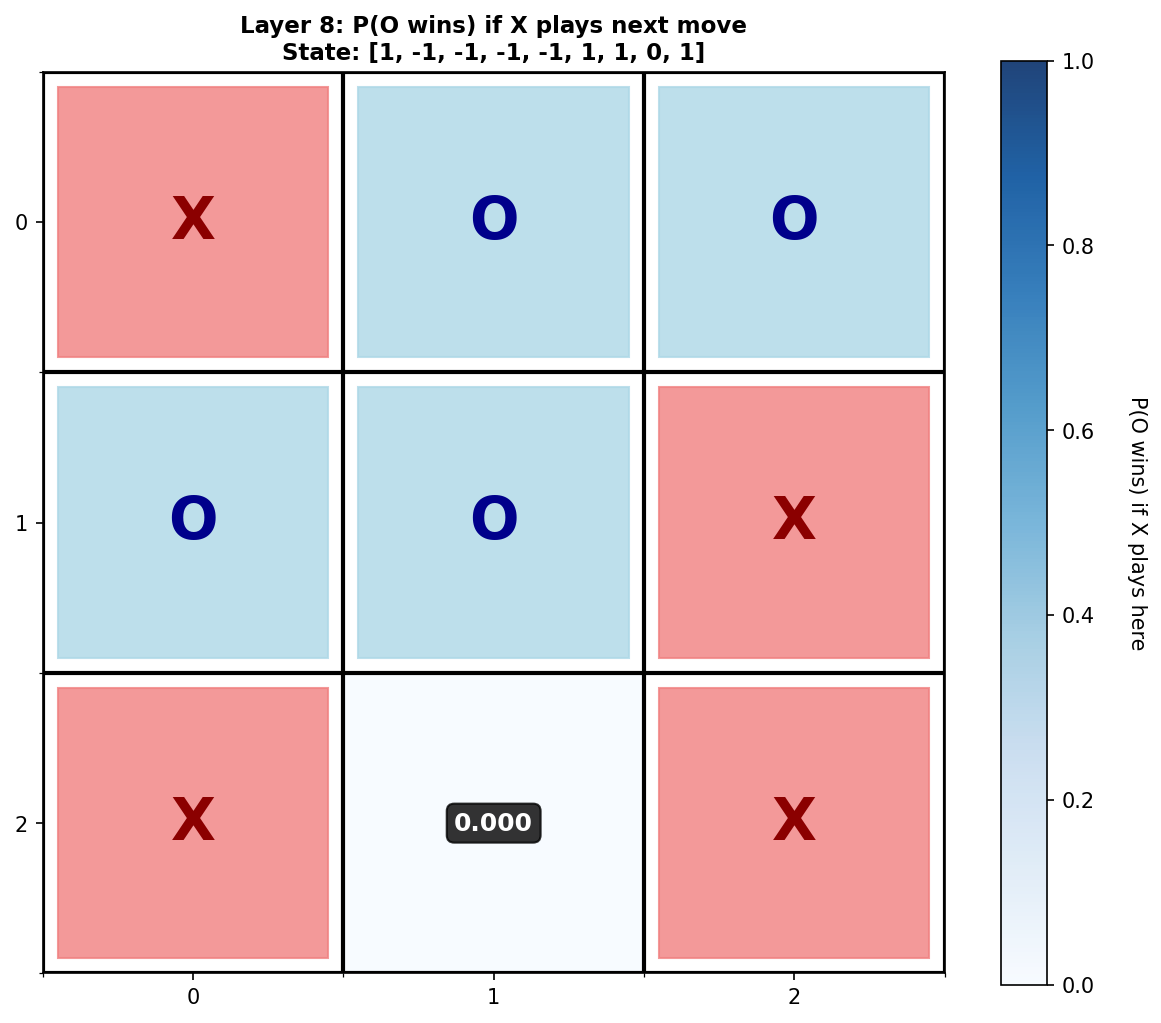 Layer 8: P(O wins) if X plays next move
State: [1, -1, -1, -1, -1, 1, 1, 0, 1]
0
X
O
O
1
O
O
X
2
X
0.000
X
0
1
2
1.0
0.8
0.6
0.4
0.2
0.0
P(O wins) if X plays here